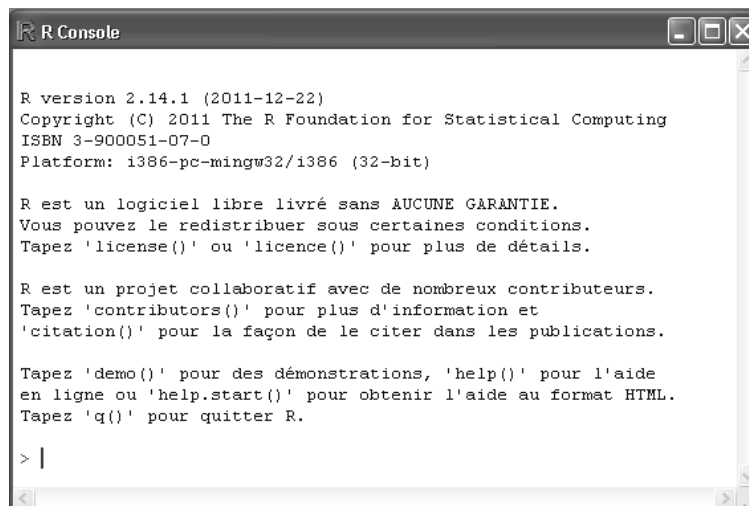 R Console
R version 2.14.1 (2011-12-22)
Copyright (C) 2011 The R Foundation for Statistical Computing
ISBN 3-900051-07-0
Platform: i386-pc-mingw32/i386 (32-bit)
R est un logiciel libre livré sans AUCUNE GARANTIE.
Vous pouvez le redistribuer sous certaines conditions.
Tapez 'license()' ou 'licence()' pour plus de détails.
R est un projet collaboratif avec de nombreux contributeurs.
Tapez 'contributors()' pour plus d'information et
'citation()' pour la façon de le citer dans les publications.
Tapez 'demo()' pour des démonstrations, 'help()' pour l'aide
en ligne ou 'help.start()' pour obtenir l'aide au format HTML.
Tapez 'q()' pour quitter R.
>